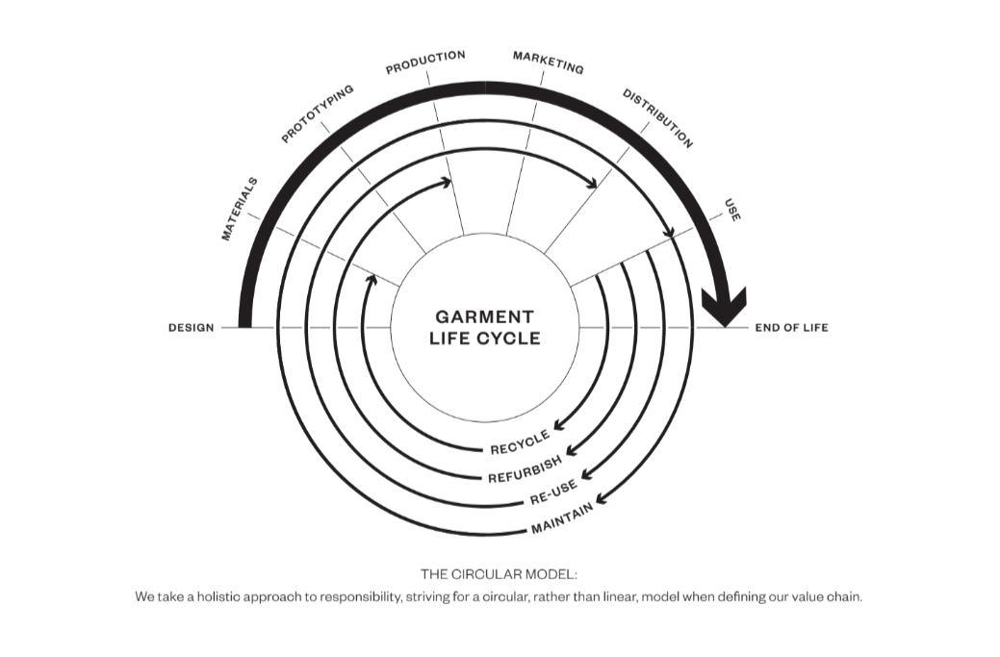 PRODUCTION
MARKETING
PROTOTYPING
DISTRIBUTION
MATERIALS
USE
DESIGN
GARMENT
LIFE CYCLE
END OF LIFE
RECYCLE
REFURBISH
RE-USE
MAINTAIN
THE CIRCULAR MODEL:
We take a holistic approach to responsibility, striving for a circular, rather than linear, model when defining our value chain.